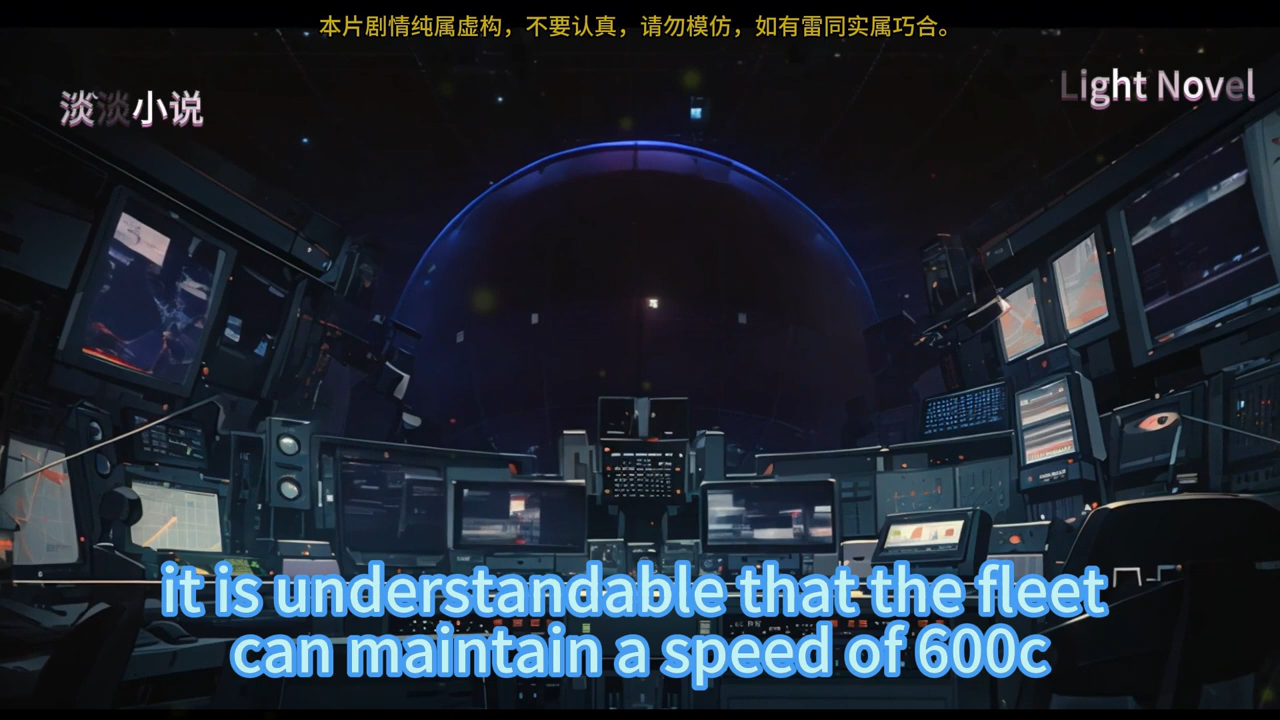 本片剧情纯属虚构，不要认真，请勿模仿，如有雷同实属巧合。
淡淡小说
Light Novel
it is understandable that the fleet
can maintain a speed of 600c